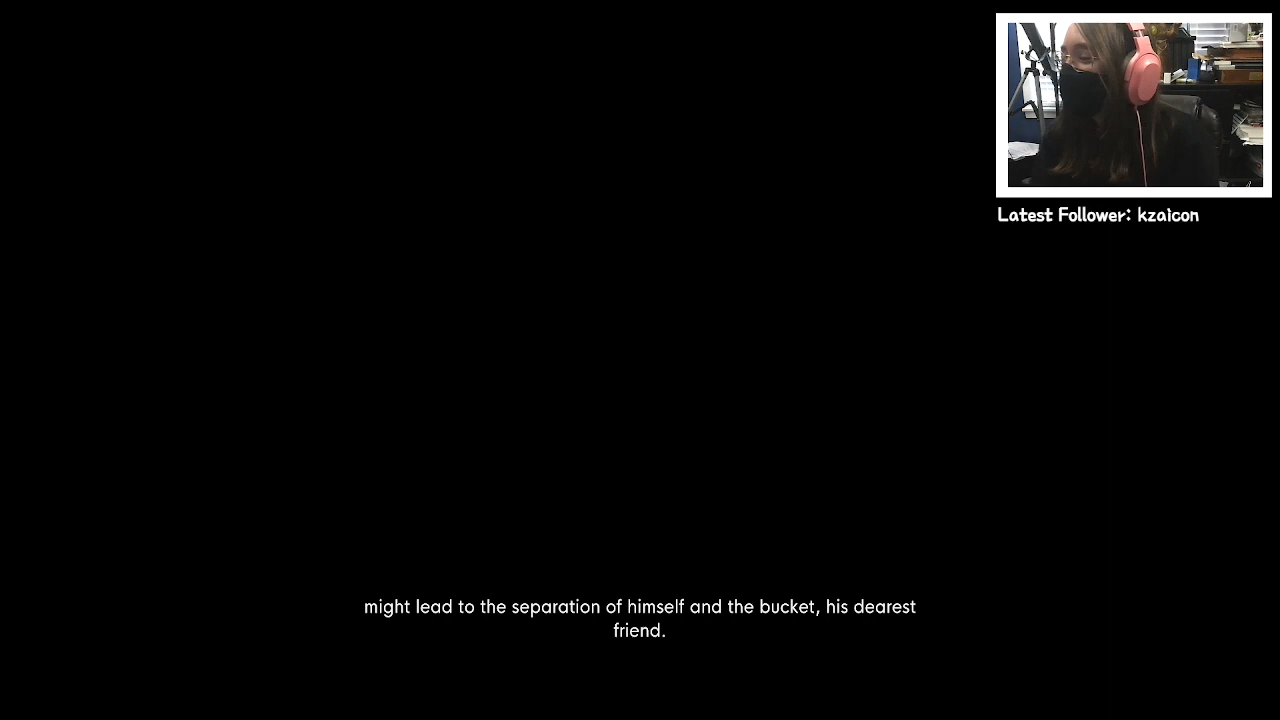 Latest Follower: kzaicon
might lead to the separation of himself and the bucket, his dearest
friend.